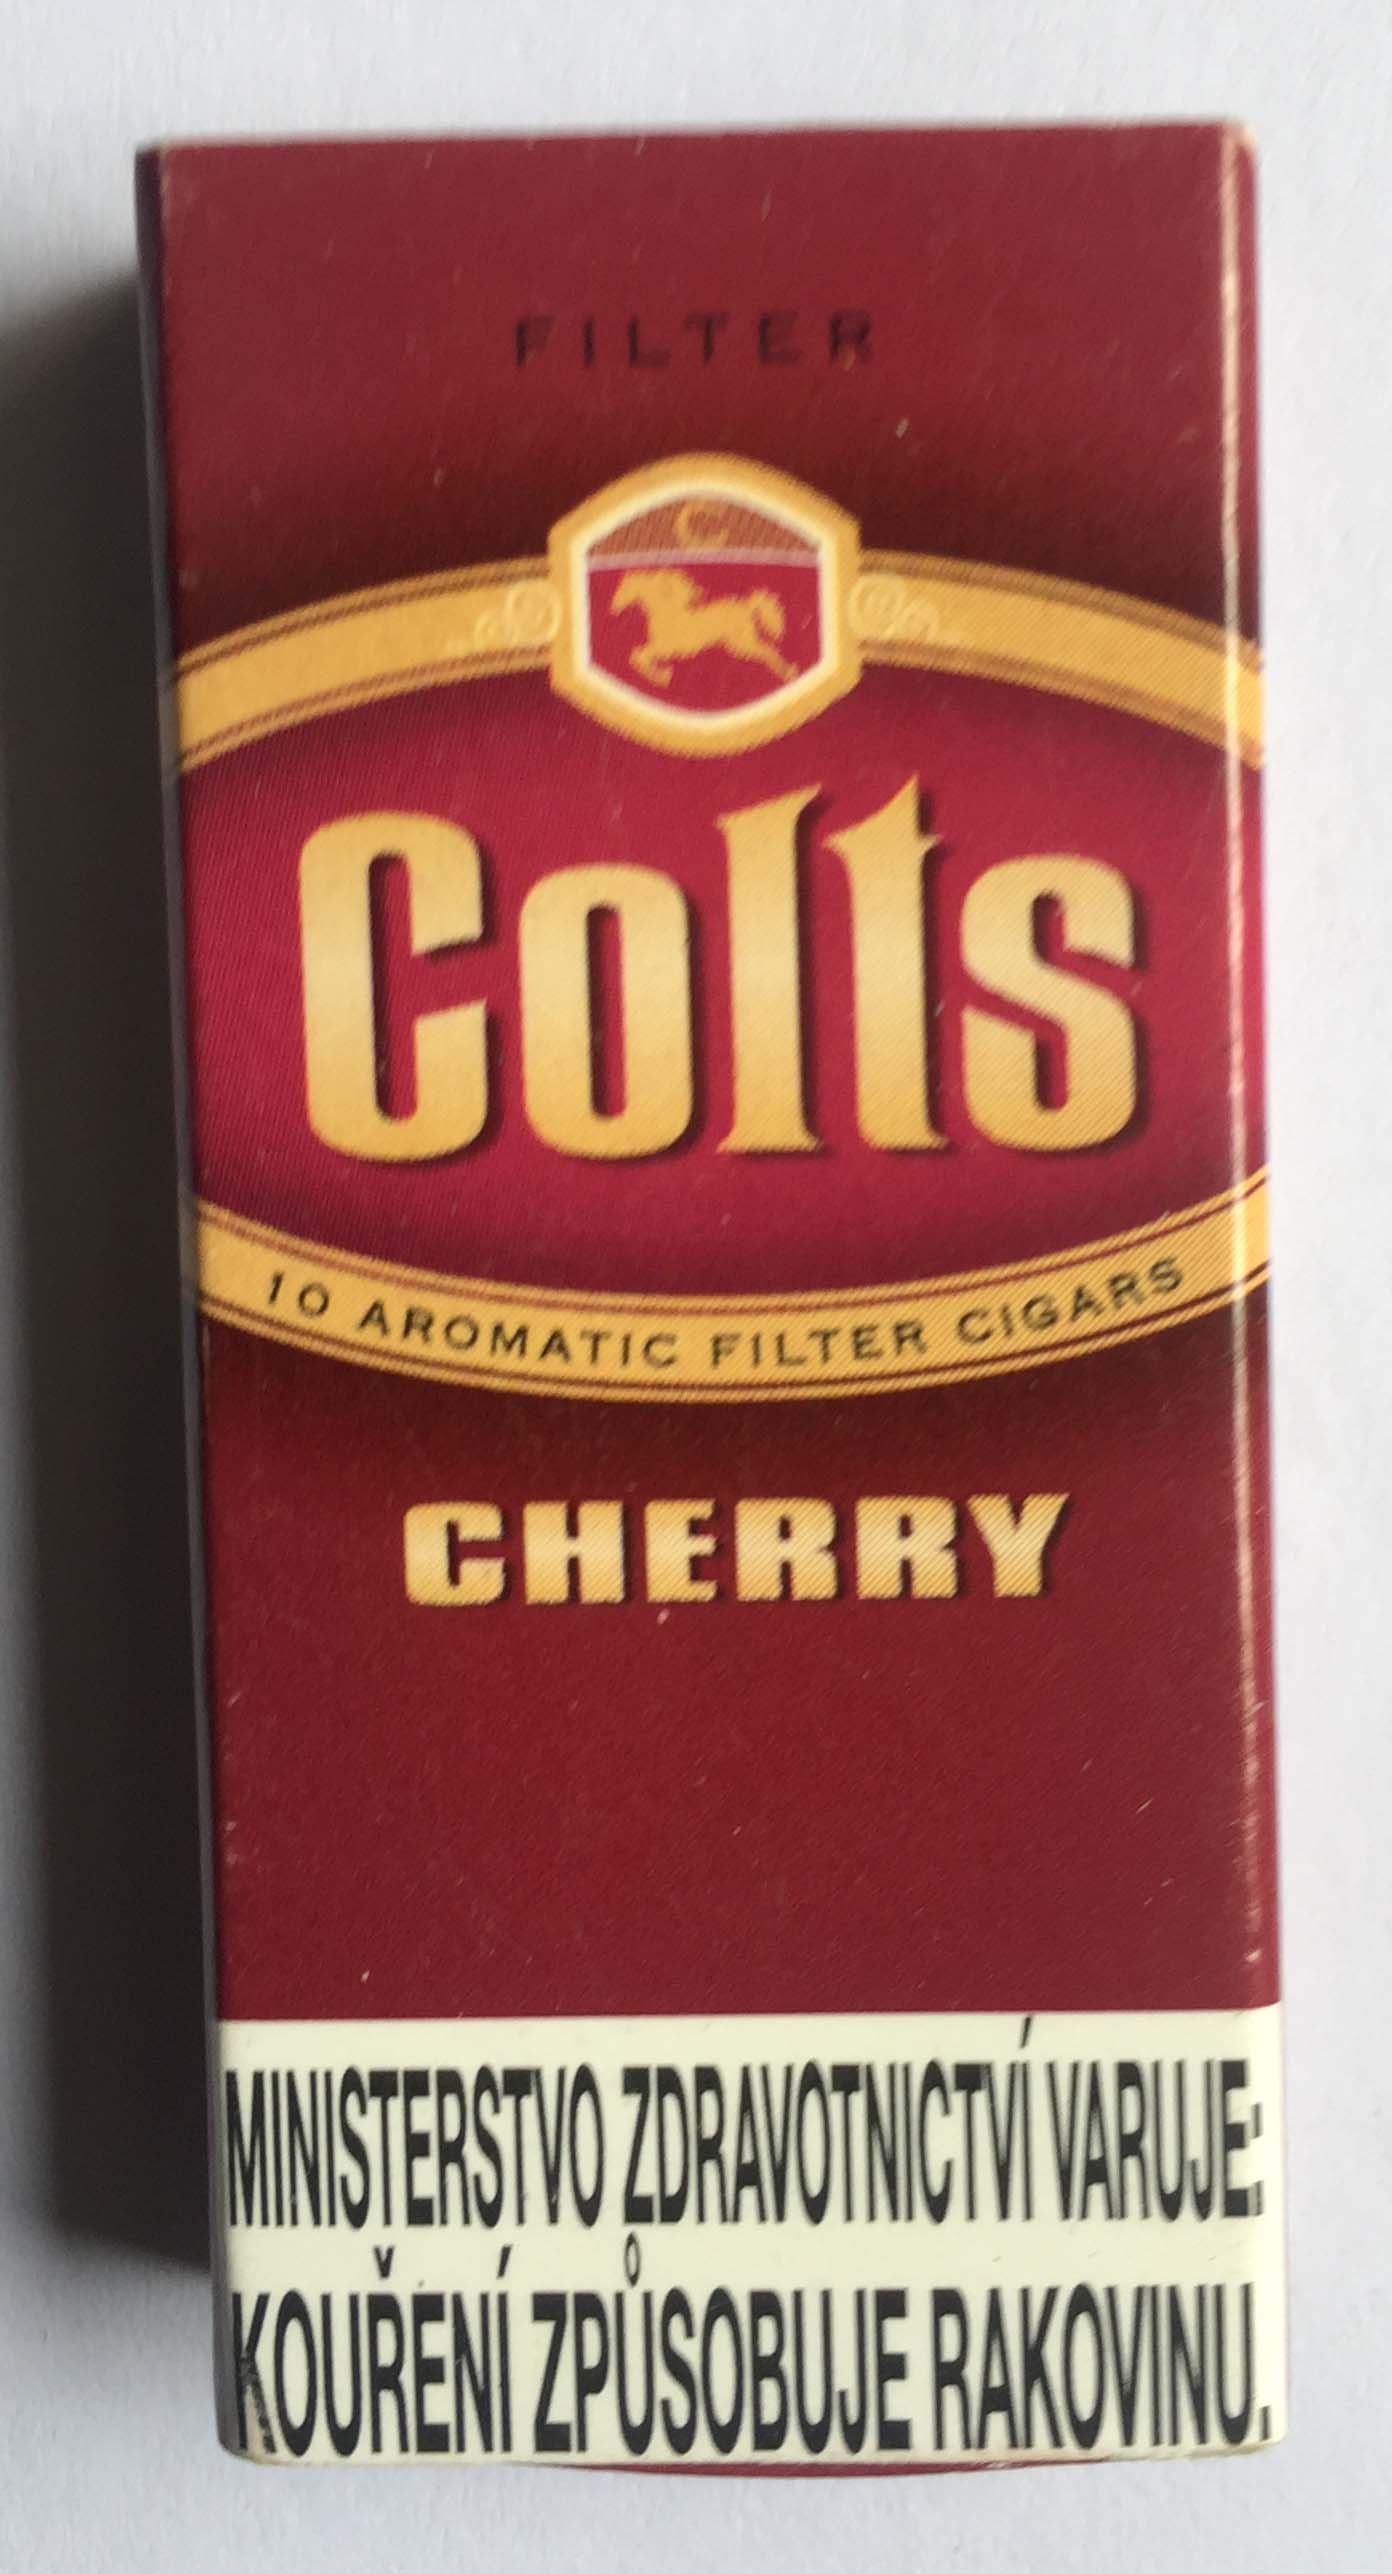 FILTER
C
Colts
10 AROMATIC FILTER CIGARS
CHERRY
MINISTERSTVO ZDRAVOTNICTVÍ VARUJE:
KOUŘENÍ ZPŮSOBUJE RAKOVINU.